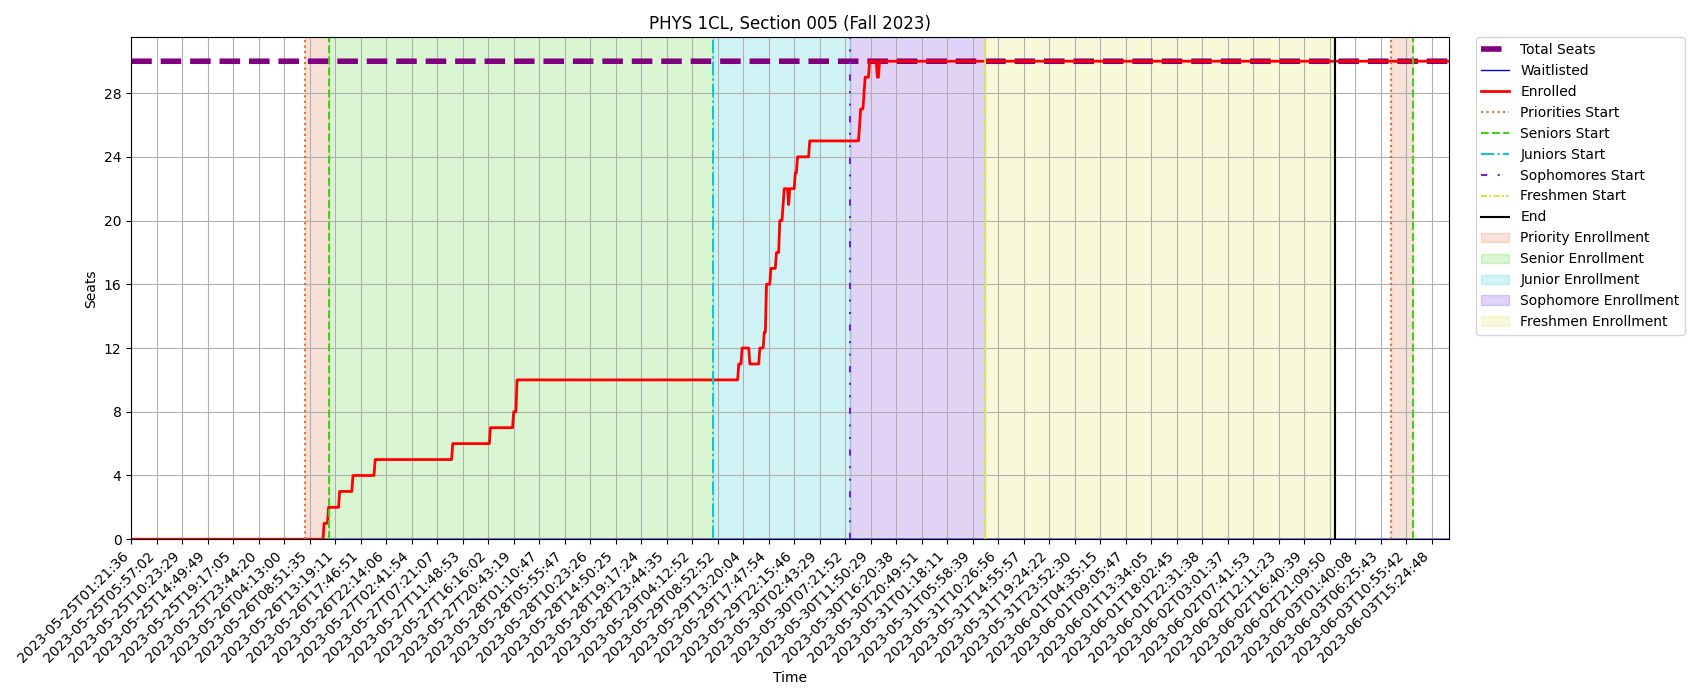 PHYS 1CL, Section 005 (Fall 2023)
Total Seats
Waitlisted
Enrolled
Priorities Start
Seniors Start
Juniors Start
Sophomores Start
Freshmen Start
End
Priority Enrollment
Senior Enrollment
Junior Enrollment
Sophomore Enrollment
Freshmen Enrollment
Seats
28
24
20
16
12
8
4
0
2023-05-25T01:21:36
2023-05-25T05:57:02
2023-05-25T10:23:29
2023-05-25T14:49:49
2023-05-25T19:17:05
2023-05-25T23:44:20
2023-05-26T04:13:00
2023-05-26T08:51:35
2023-05-26T13:19:11
2023-05-26T17:46:51
2023-05-26T22:14:06
2023-05-27T02:41:54
2023-05-27T07:21:07
2023-05-27T11:48:53
2023-05-27T16:16:02
2023-05-27T20:43:19
2023-05-28T01:10:47
2023-05-28T05:55:47
2023-05-28T10:23:26
2023-05-28T14:50:25
2023-05-28T19:17:24
2023-05-28T23:44:35
2023-05-29T04:12:52
2023-05-29T08:52:52
2023-05-29T13:20:04
2023-05-29T17:47:54
2023-05-29T22:15:46
2023-05-30T02:43:29
2023-05-30T07:21:52
2023-05-30T11:50:29
2023-05-30T16:20:38
2023-05-30T20:49:51
2023-05-31T01:18:11
2023-05-31T05:58:39
2023-05-31T10:26:56
2023-05-31T14:55:57
2023-05-31T19:24:22
2023-05-31T23:52:30
2023-06-01T04:35:15
2023-06-01T09:05:47
2023-06-01T13:34:05
2023-06-01T18:02:45
2023-06-01T22:31:38
2023-06-02T03:01:37
2023-06-02T07:41:53
2023-06-02T12:11:23
2023-06-02T16:40:39
2023-06-02T21:09:50
2023-06-03T01:40:08
2023-06-03T06:25:43
2023-06-03T10:55:42
2023-06-03T15:24:48
Time